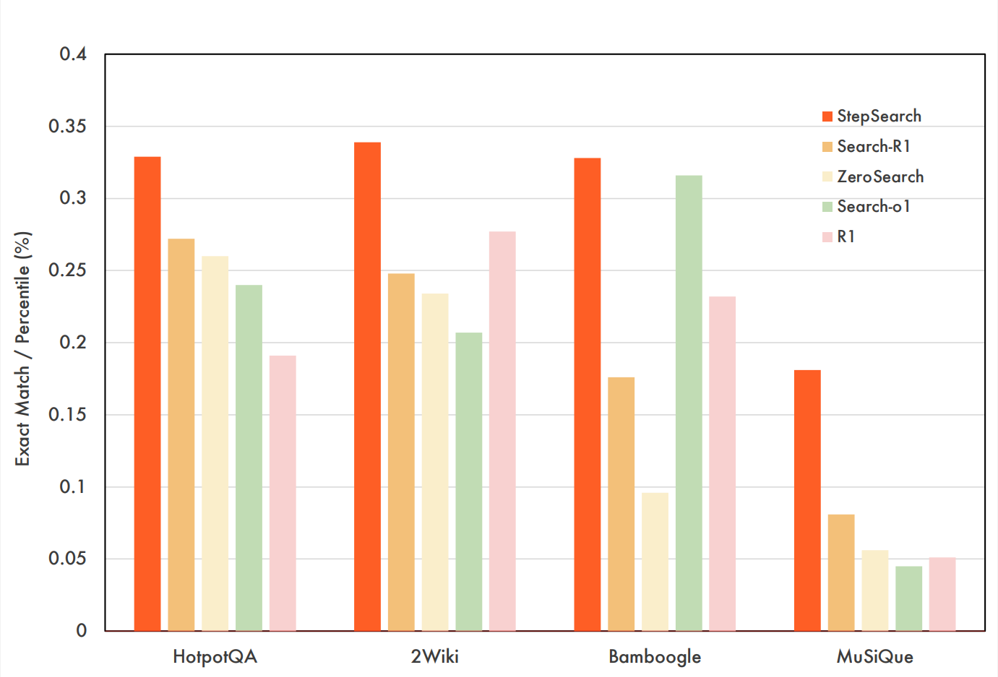 0.4
0.35
0.3
0.25
0.2
0.15
0.1
0.05
0
Exact Match / Percentile (%)
StepSearch
Search-R1
ZeroSearch
Search-o1
R1
HotpotQA 2Wiki Bamboogle MuSiQue